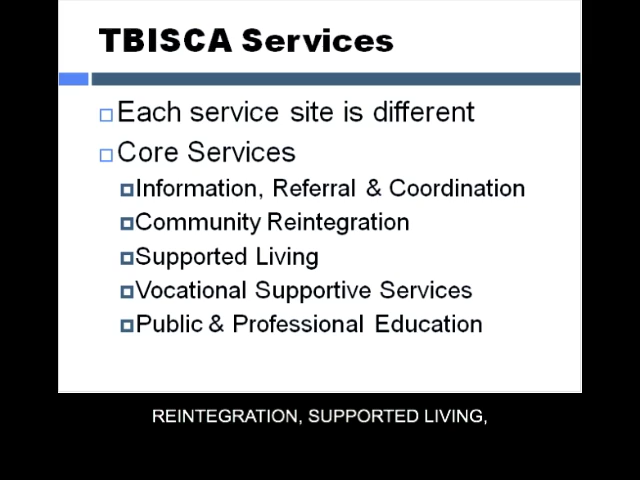 TBISCA Services
Each service site is different
Core Services
Information, Referral & Coordination
Community Reintegration
Supported Living
Vocational Supportive Services
Public & Professional Education
REINTEGRATION, SUPPORTED LIVING,